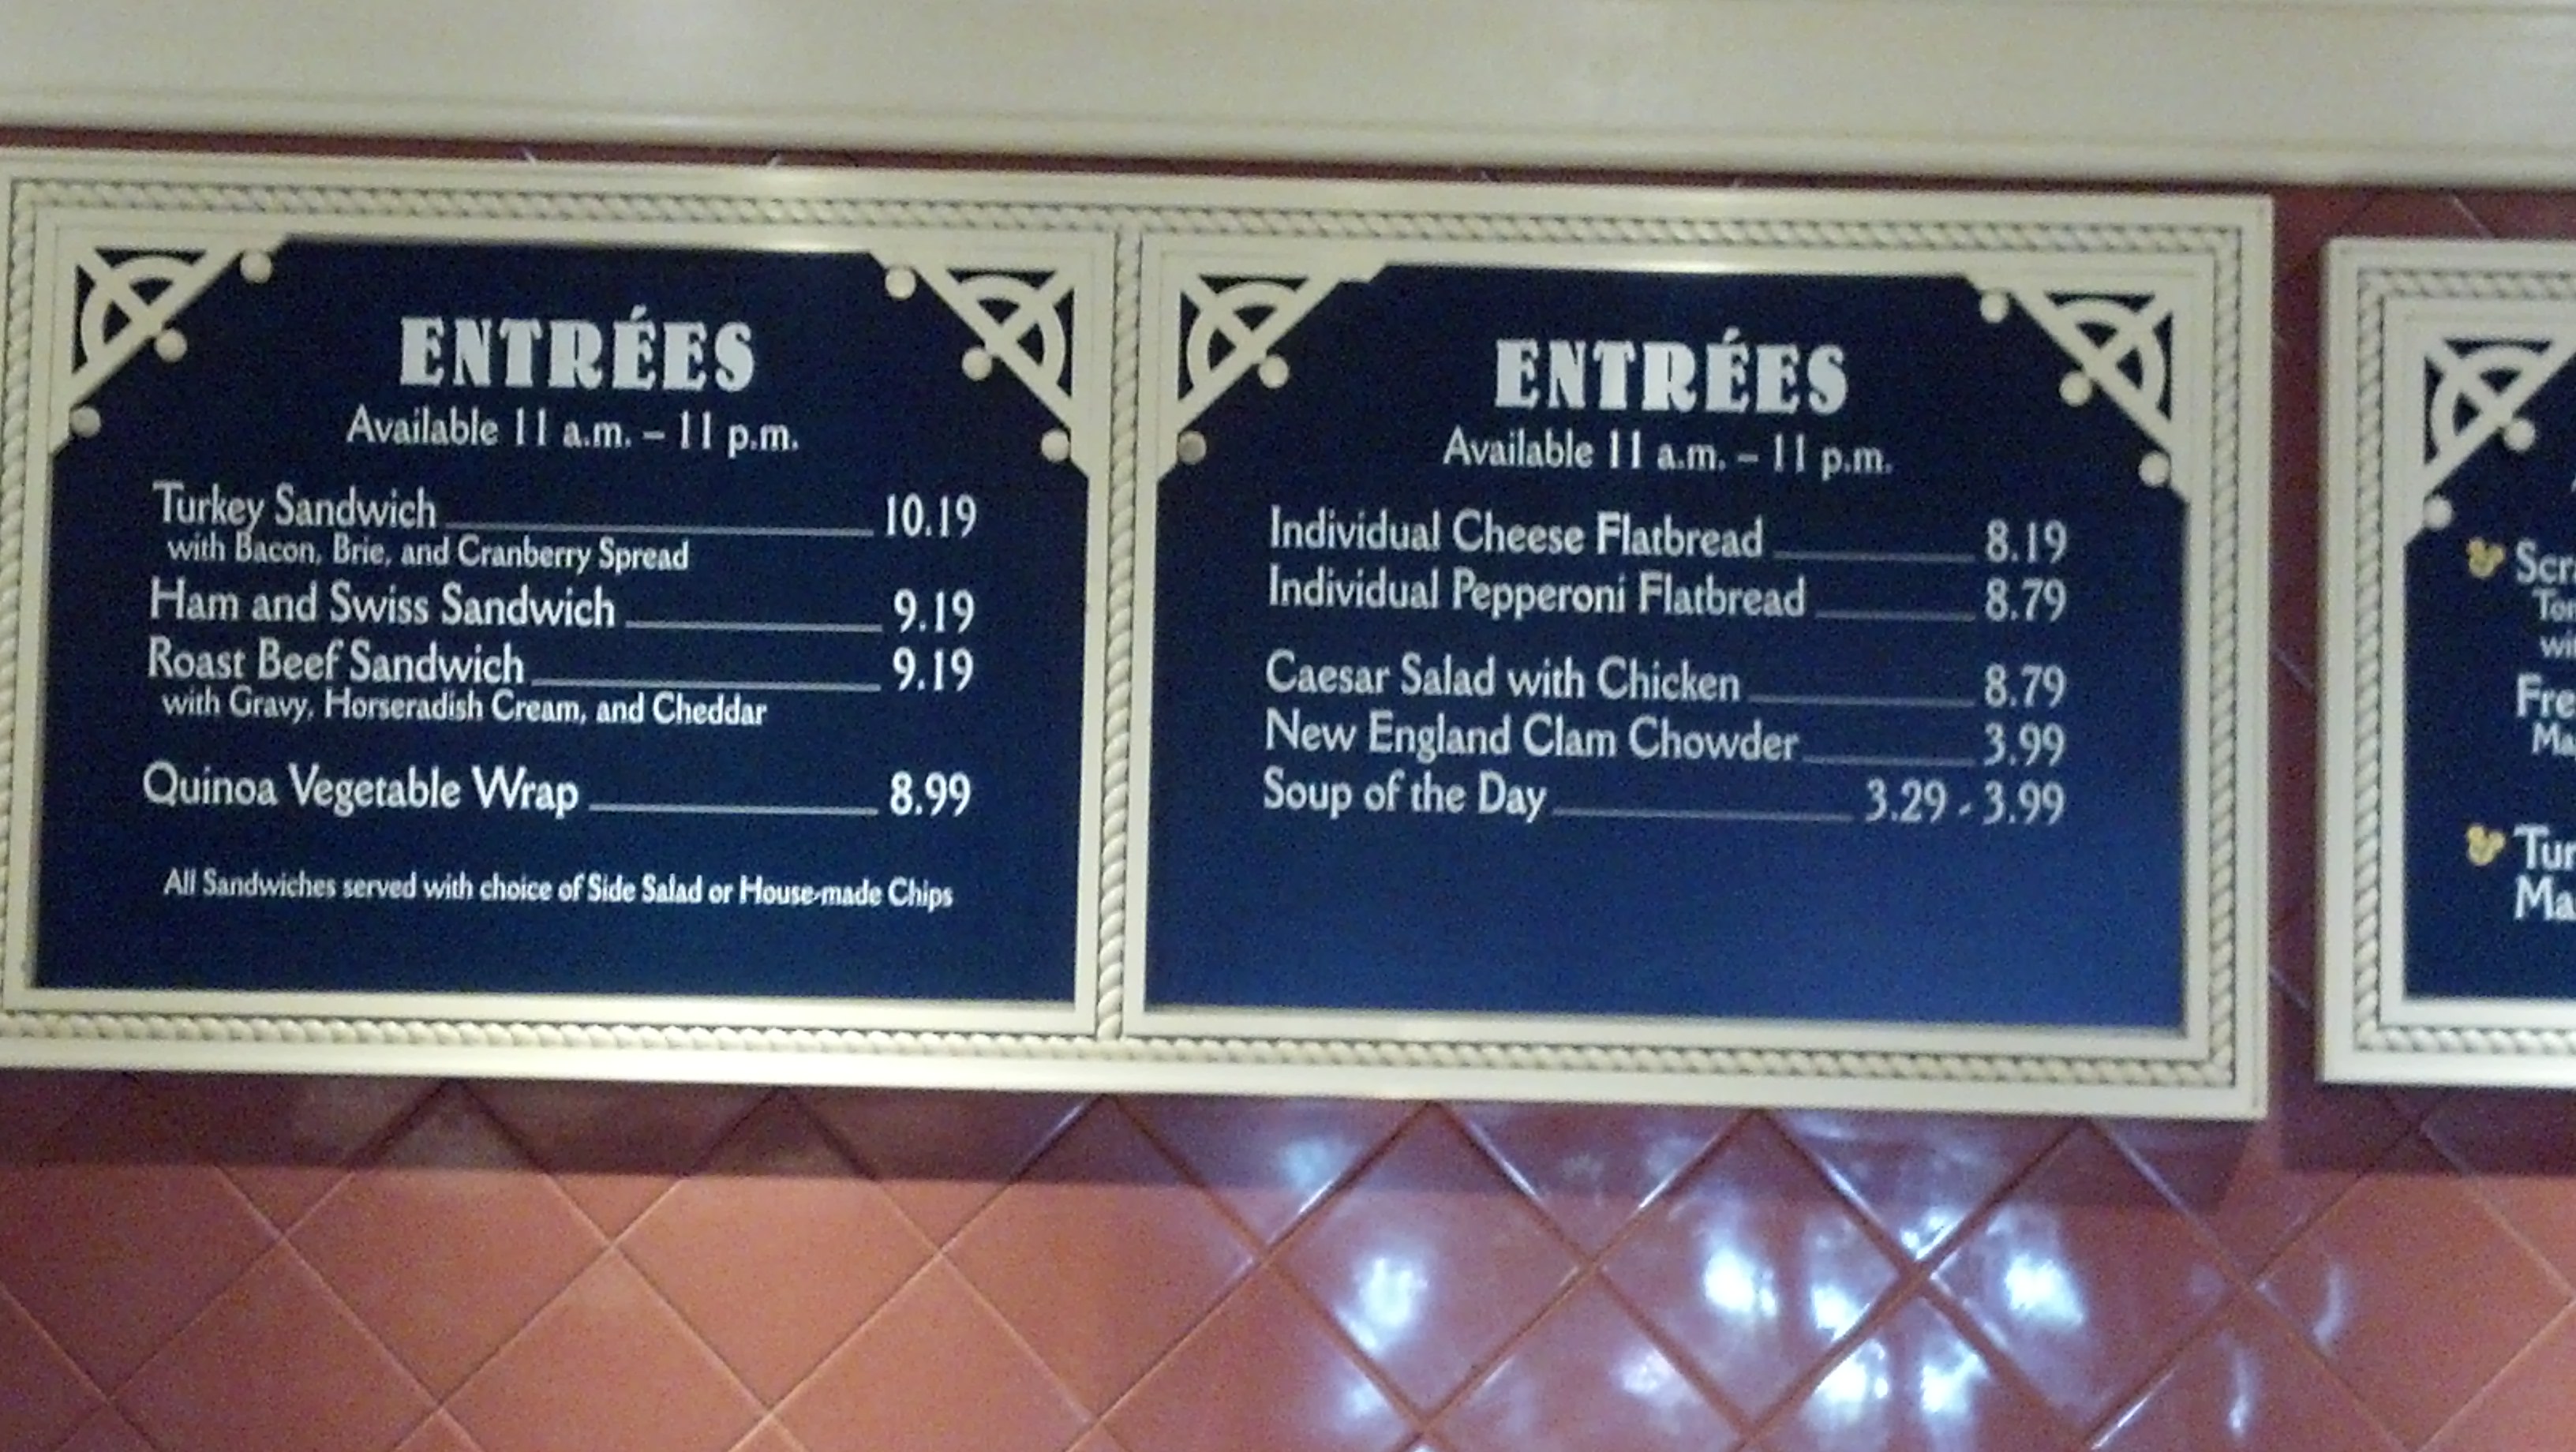 ENTRÉES
Available 11 a.m. – 11 p.m.
Turkey Sandwich 10.19
with Bacon, Brie, and Cranberry Spread
Ham and Swiss Sandwich 9.19
Roast Beef Sandwich 9.19
with Gravy, Horseradish Cream, and Cheddar
Quinoa Vegetable Wrap 8.99
All Sandwiches served with choice of Side Salad or House-made Chips
ENTRÉES
Available 11 a.m. – 11 p.m.
Individual Cheese Flatbread 8.19
Individual Pepperoni Flatbread 8.79
Caesar Salad with Chicken 8.79
New England Clam Chowder 3.99
Soup of the Day 3.29 - 3.99